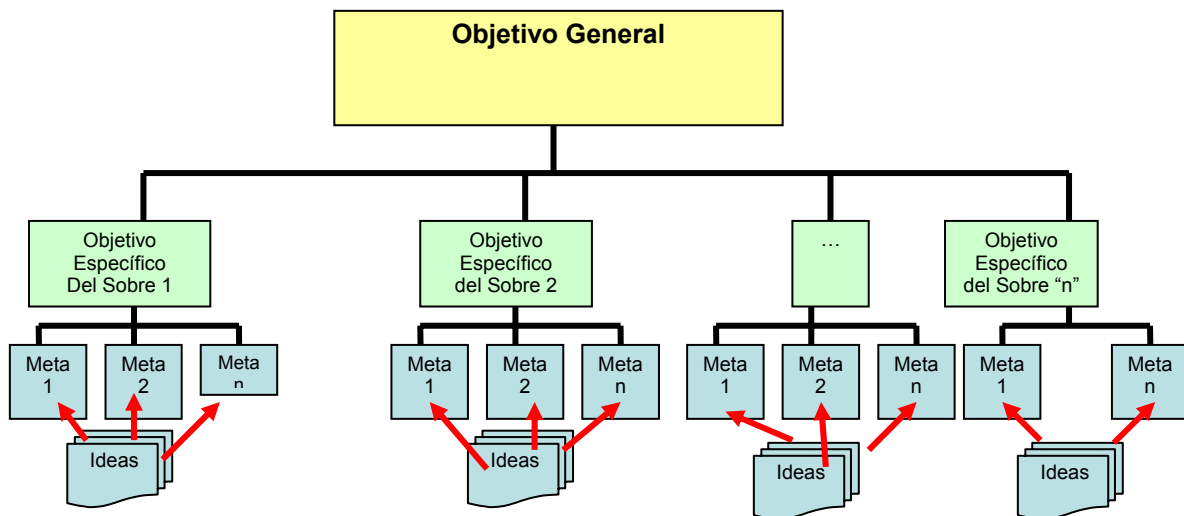 Objetivo General
Objetivo
Específico
Del Sobre 1
Objetivo
Específico
del Sobre 2
…
Objetivo
Específico
del Sobre “n”
Meta
1
Meta
2
Meta
n
Meta
1
Meta
2
Meta
n
Meta
1
Meta
2
Meta
n
Meta
1
Meta
n
Ideas
Ideas
Ideas
Ideas